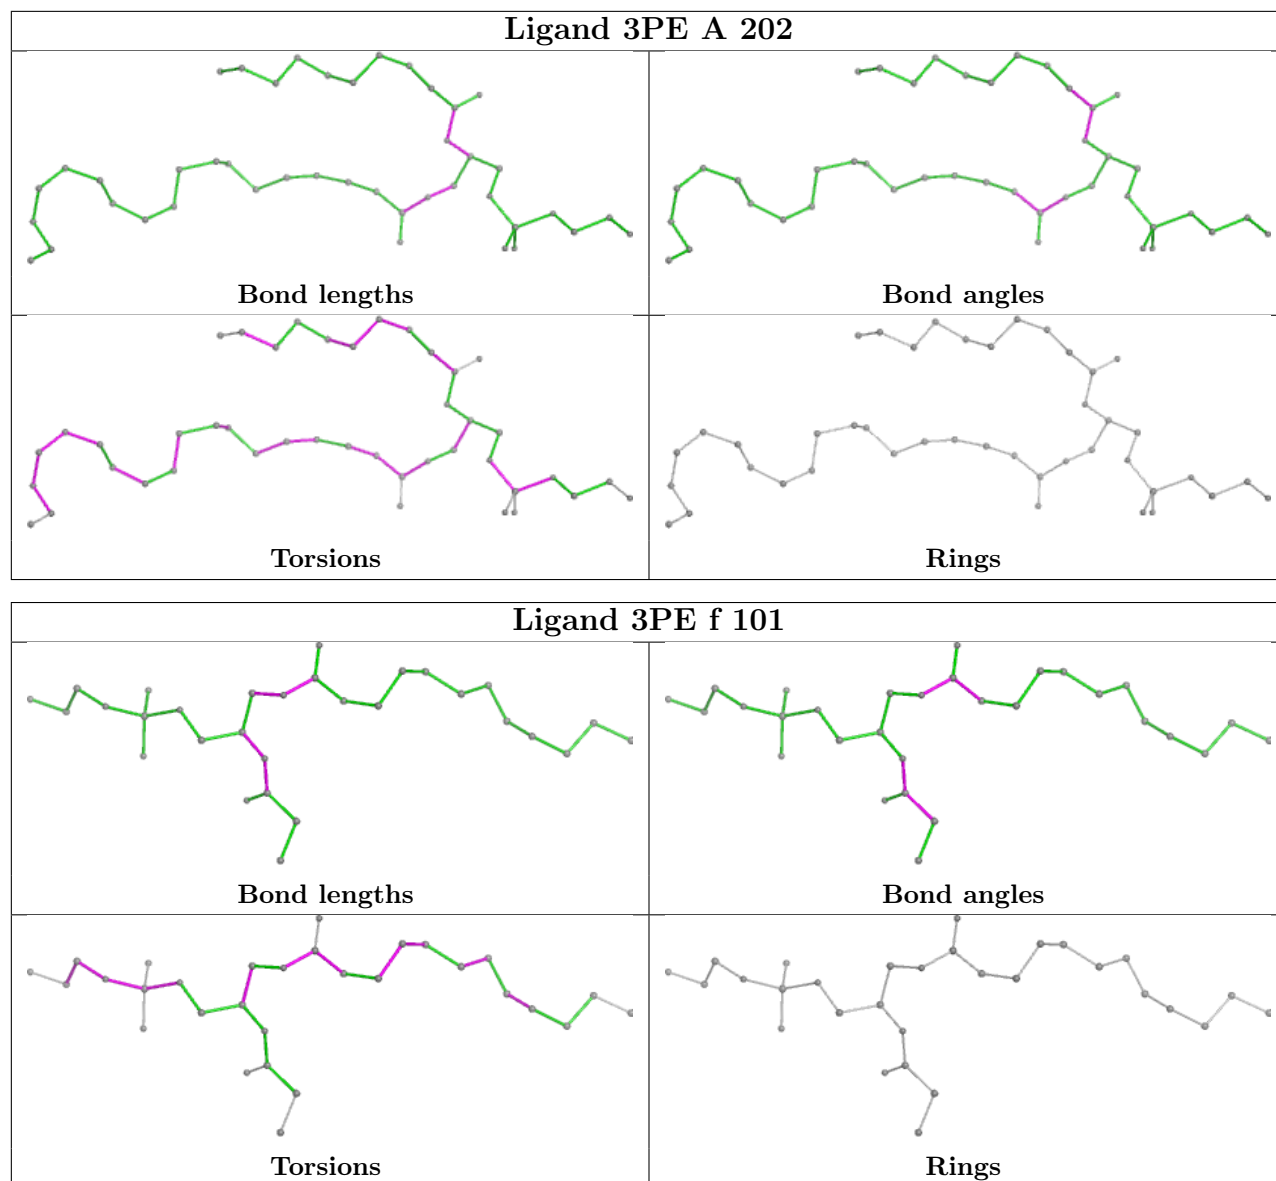 Ligand 3PE A 202
Bond lengths Bond angles
Torsions Rings
Ligand 3PE f 101
Bond lengths Bond angles
Torsions Rings